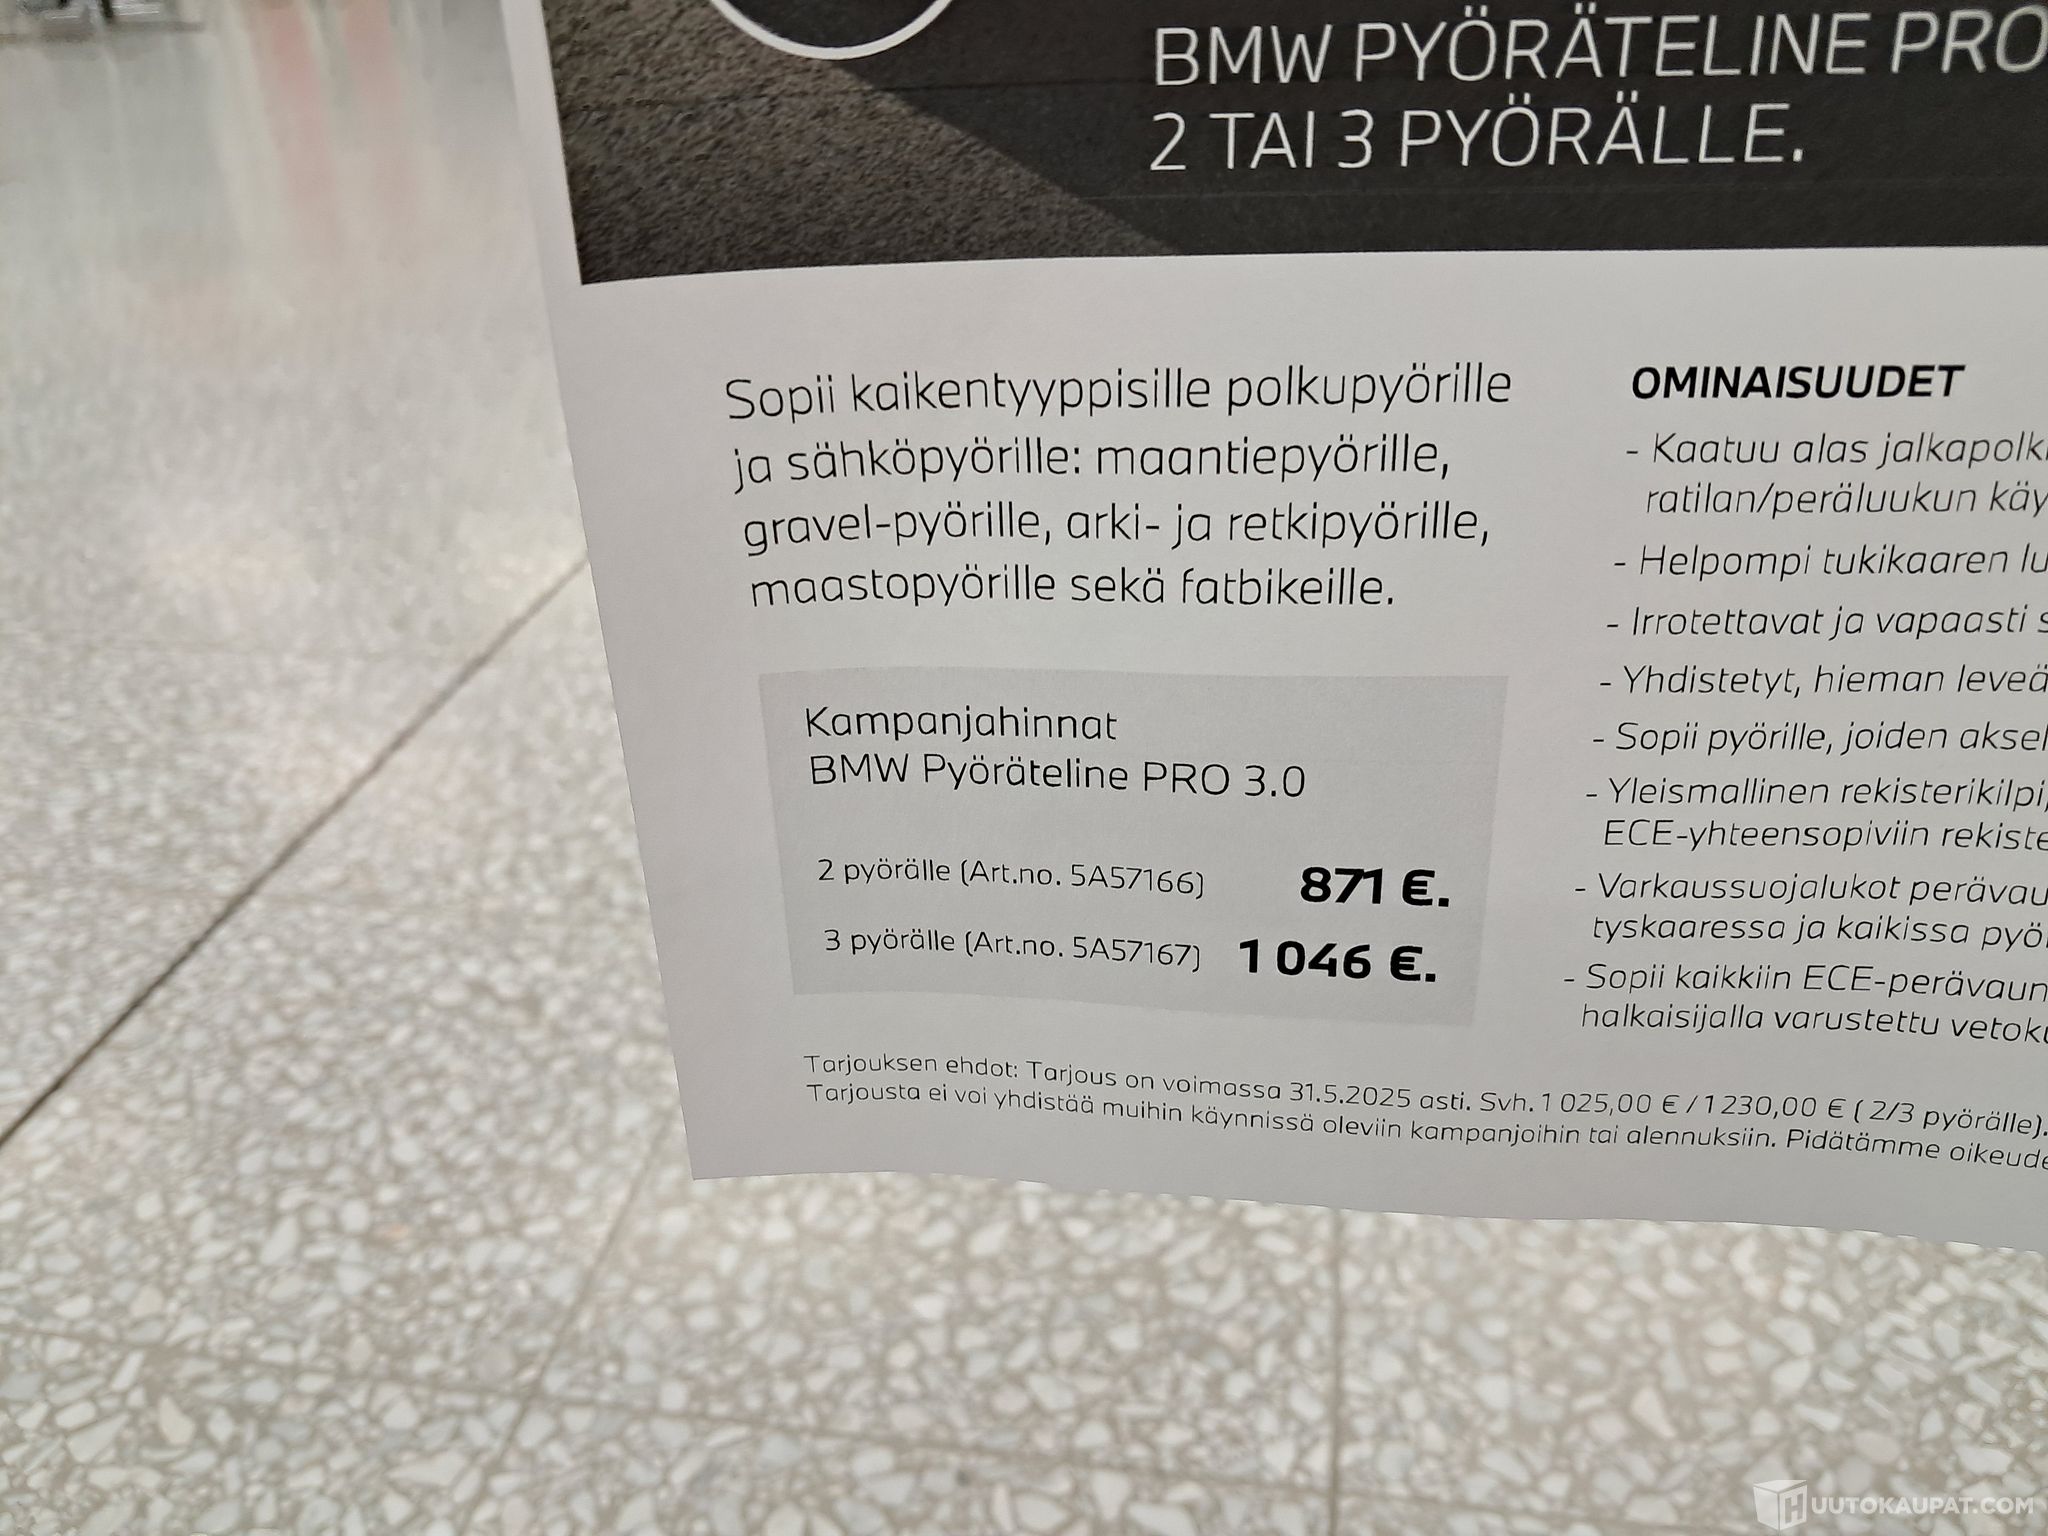 BMW PYÖRÄTELINE PRO
2 TAI 3 PYÖRÄLLE.
Sopii kaikentyyppisille polkupyörille
ja sähköpyörille: maantiepyörille,
gravel-pyörille, arki- ja retkipyörille,
maastopyörille sekä fatbikeille.
Kampanjahinnat
BMW Pyöräteline PRO 3.0
2 pyörälle (Art.no. 5A57166) 871 €.
3 pyörälle (Art.no. 5A57167) 1 046 €.
OMINAISUUDET
- Kaatuu alas jalkapolk
ratilan/peräluukun käy
- Helpompi tukikaaren lu
- Irrotettavat ja vapaasti s
- Yhdistetyt, hieman leveä
- Sopii pyörille, joiden aksel
- Yleismallinen rekisterikilpi,
ECE-yhteensopiviin rekiste
- Varkaussuojalukot perävau
tyskaaressa ja kaikissa pyö
- Sopii kaikkiin ECE-perävaun
halkaisijalla varustettu vetoku
Tarjouksen ehdot: Tarjous on voimassa 31.5.2025 asti. Svh. 1 025,00 € / 1 230,00 € ( 2/3 pyörälle).
Tarjousta ei voi yhdistää muihin käynnissä oleviin kampanjoihin tai alennuksiin. Pidätämme oikeude
HUUTOKAUPAT.COM